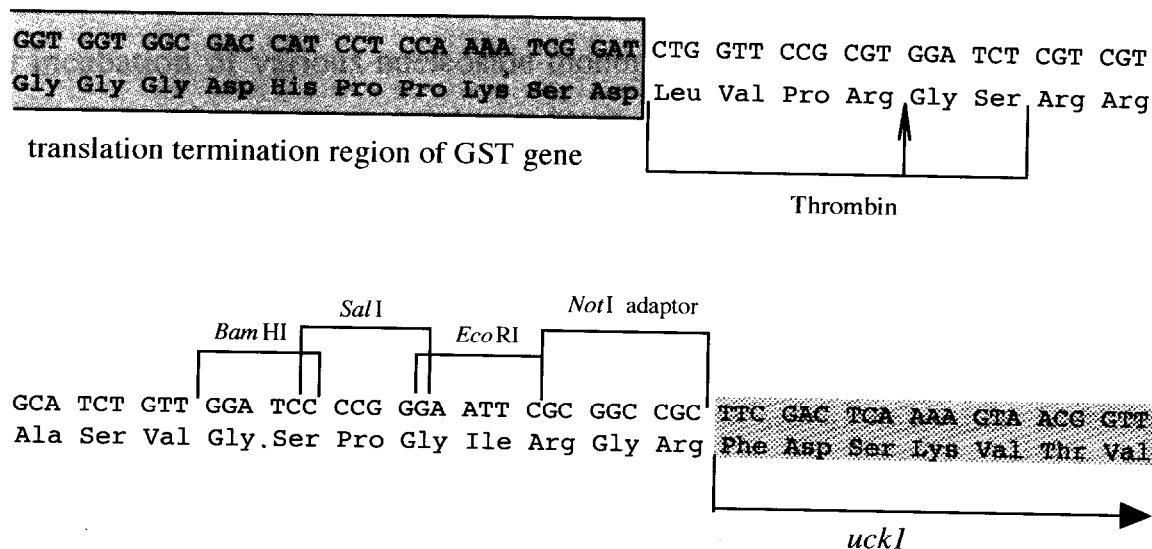 GGT GGT GGC GAC CAT CCT CCA AAA TCG GAT CTG GTT CCG CGT GGA TCT CGT CGT
Gly Gly Gly Asp His Pro Pro Lys Ser Asp Leu Val Pro Arg Gly Ser Arg Arg
translation termination region of GST gene
Thrombin
BamHI SalI EcoRI NotI adaptor
GCA TCT GTT GGA TCC CCG GGA ATT CGC GGC CGC TTC GAC TCA AAA GTA ACG GTT
Ala Ser Val Gly.Ser Pro Gly Ile Arg Gly Arg Phe Asp Ser Lys Val Thr Val
uck1